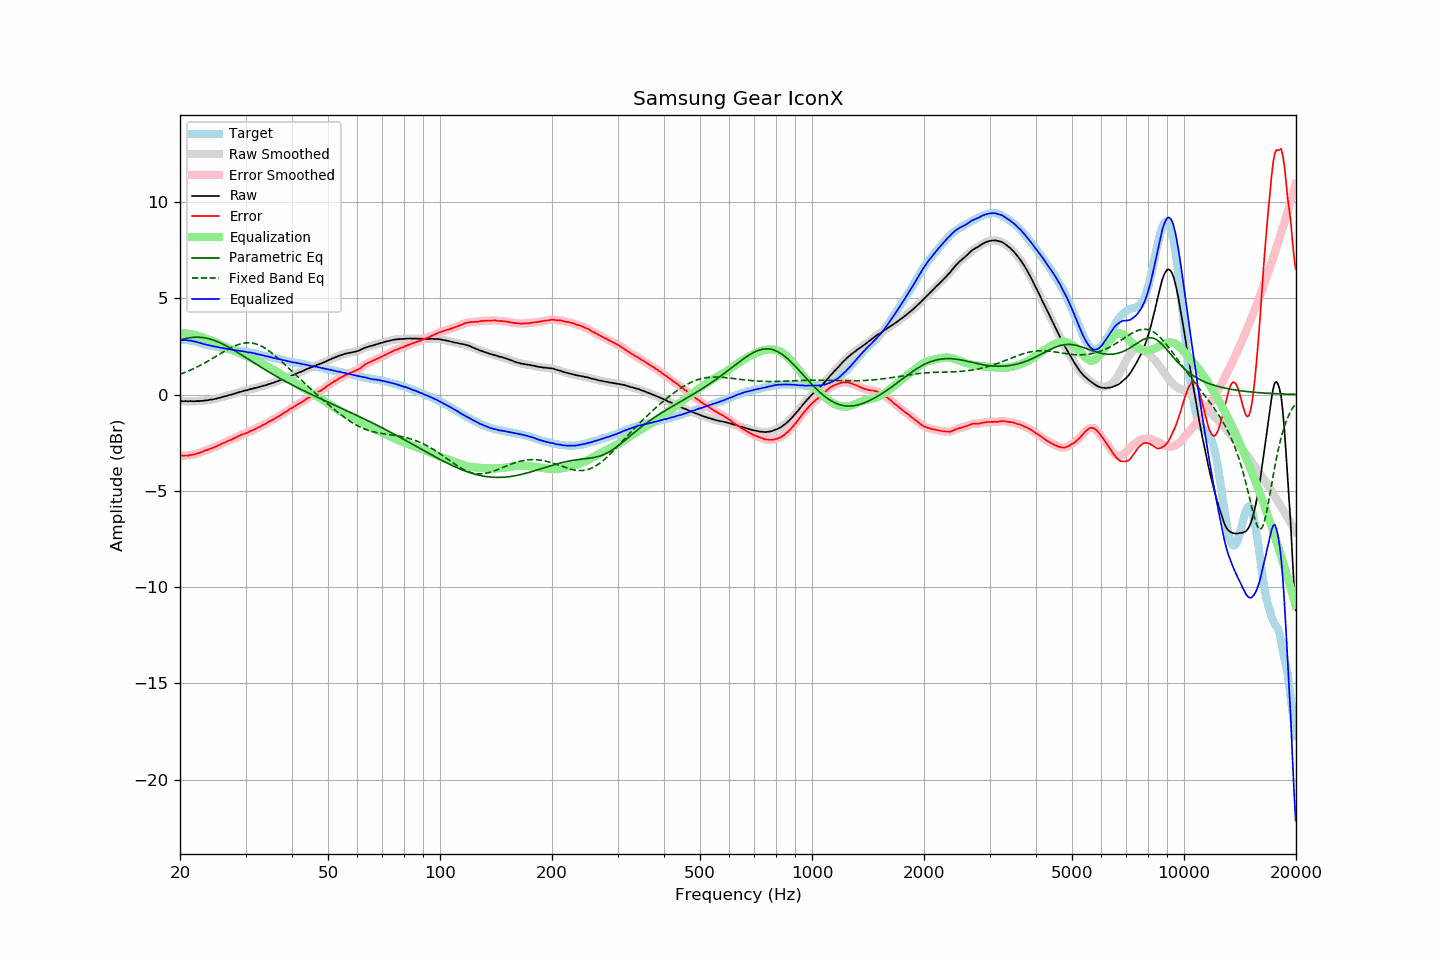 Samsung Gear IconX
Target
Raw Smoothed
Error Smoothed
Raw
Error
Equalization
Parametric Eq
Fixed Band Eq
Equalized
10
5
0
−5
−10
−15
−20
Amplitude (dBr)
20
50
100
200
500
1000
2000
5000
10000
20000
Frequency (Hz)